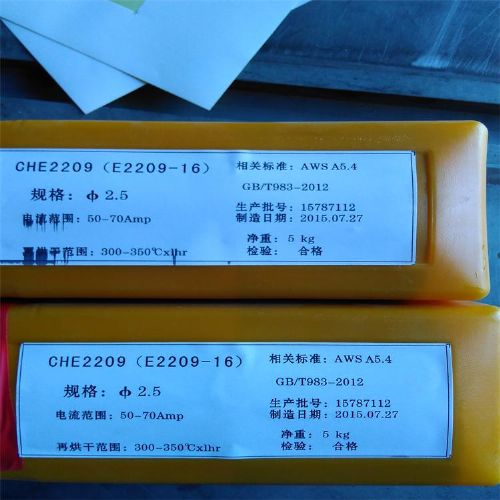 CHE2209（E2209-16）
相关标准: AWS A5.4
GB/T983-2012
规格: ф 2.5
生产批号: 15787112
电流范围: 50-70Amp
制造日期: 2015.07.27
净重: 5 kg
再烘干范围: 300-350℃xlhr
检验: 合格
CHE2209（E2209-16）
相关标准: AWS A5.4
GB/T983-2012
规格: ф 2.5
生产批号: 15787112
电流范围: 50-70Amp
制造日期: 2015.07.27
净重: 5 kg
再烘干范围: 300-350℃xlhr
检验: 合格